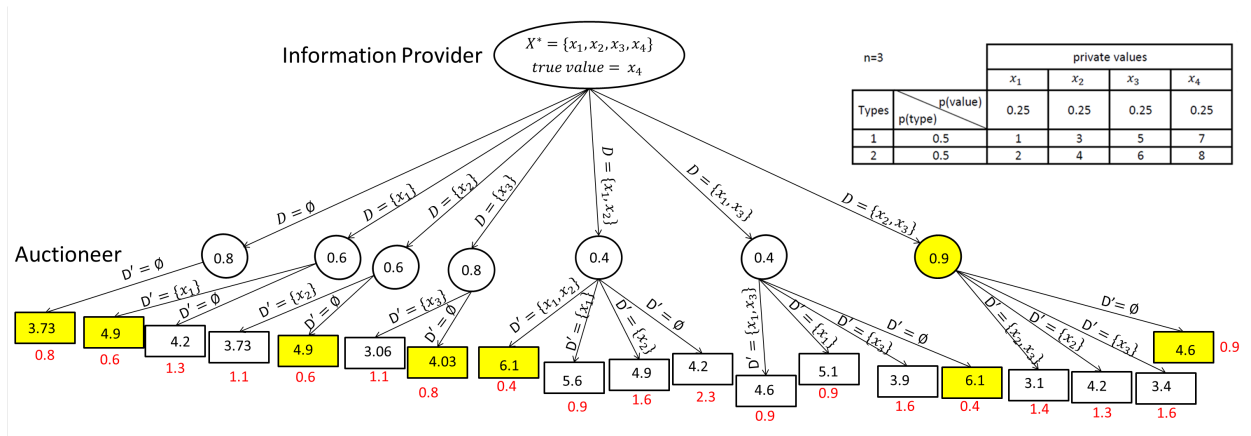 Information Provider
X* = {x₁, x₂, x₃, x₄}
true value = x₄
n=3
private values
x₁ x₂ x₃ x₄
Types
p(value)
p(type)
0.25 0.25 0.25 0.25
1 0.5 1 3 5 7
2 0.5 2 4 6 8
D = ∅
D = {x₁}
D = {x₂}
D = {x₃}
D = {x₁, x₂}
D = {x₁, x₃}
D = {x₂, x₃}
Auctioneer
0.8 0.6 0.6 0.8 0.4 0.4 0.9
D′ = ∅
D′ = {x₁}
D′ = ∅
D′ = {x₂}
D′ = ∅
D′ = {x₃}
D′ = ∅
D′ = {x₁, x₂}
D′ = {x₁}
D′ = {x₂}
D′ = ∅
D′ = {x₁, x₃}
D′ = {x₁}
D′ = {x₃}
D′ = ∅
D′ = {x₂, x₃}
D′ = {x₂}
D′ = {x₃}
D′ = ∅
3.73 4.9 4.2 3.73 4.9 3.06 4.03 6.1 5.6 4.9 4.2 4.6 5.1 3.9 6.1 3.1 4.2 3.4 4.6
0.8 0.6 1.3 1.1 0.6 1.1 0.8 0.4 0.9 1.6 2.3 0.9 0.9 1.6 0.4 1.4 1.3 1.6 0.9